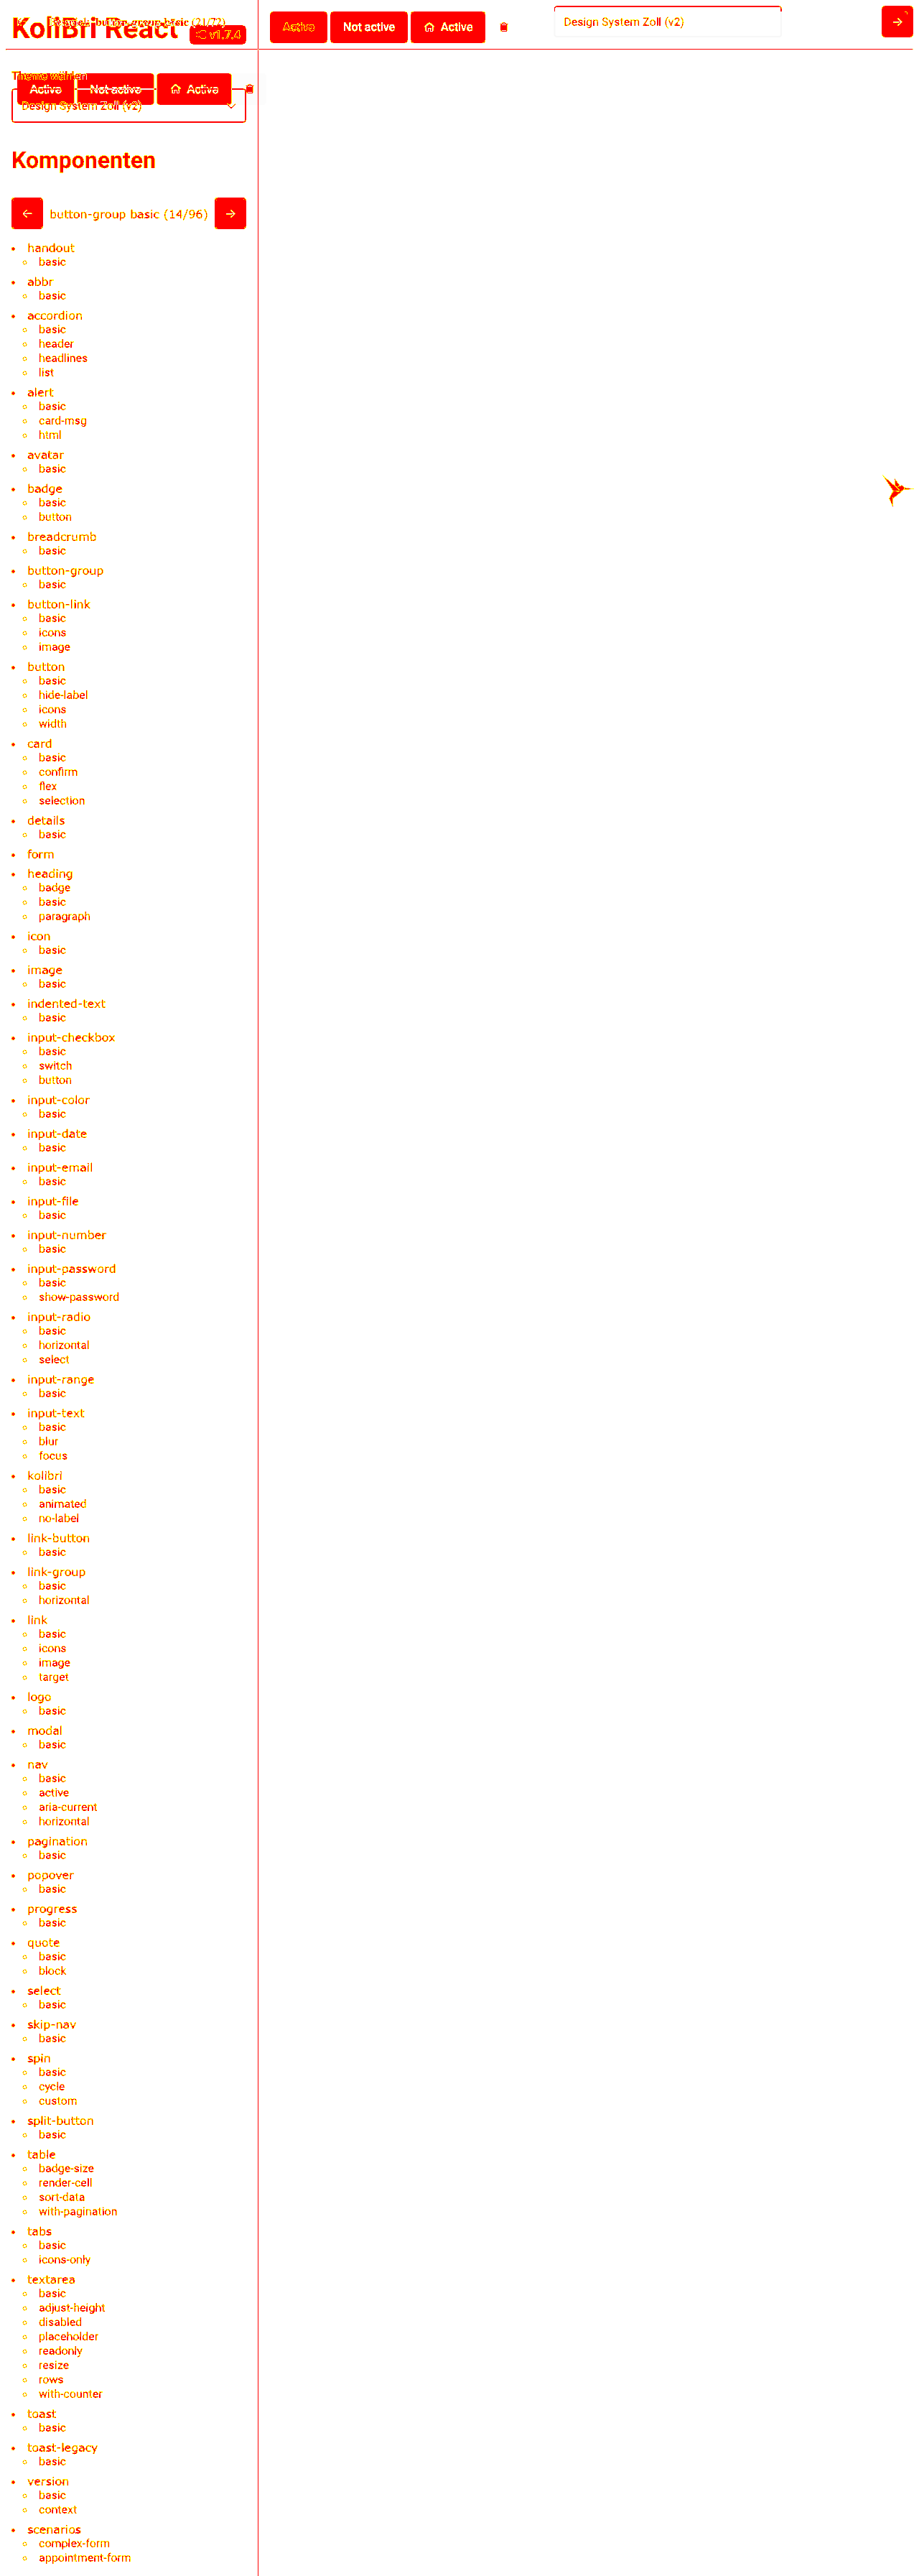 KoliBri React v1.7.4
button-group basic
Active Not active Active
Design System Zoll (v2)
Active Not active Active
Design System Zoll (v2)
Komponenten
button-group basic (14/96)
handout
basic
abbr
basic
accordion
basic
header
headlines
list
alert
basic
card-msg
html
avatar
basic
badge
basic
button
breadcrumb
basic
button-group
basic
button-link
basic
icons
image
button
basic
hide-label
icons
width
card
basic
confirm
flex
selection
details
basic
form
heading
badge
basic
paragraph
icon
basic
image
basic
indented-text
basic
input-checkbox
basic
switch
button
input-color
basic
input-date
basic
input-email
basic
input-file
basic
input-number
basic
input-password
basic
show-password
input-radio
basic
horizontal
select
input-range
basic
input-text
basic
blur
focus
kolibri
basic
animated
no-label
link-button
basic
link-group
basic
horizontal
link
basic
icons
image
target
logo
basic
modal
basic
nav
basic
active
aria-current
horizontal
pagination
basic
popover
basic
progress
basic
quote
basic
block
select
basic
skip-nav
basic
spin
basic
cycle
custom
split-button
basic
table
badge-size
render-cell
sort-data
with-pagination
tabs
basic
icons-only
textarea
basic
adjust-height
disabled
placeholder
readonly
resize
rows
with-counter
toast
basic
toast-legacy
basic
version
basic
context
scenarios
complex-form
appointment-form